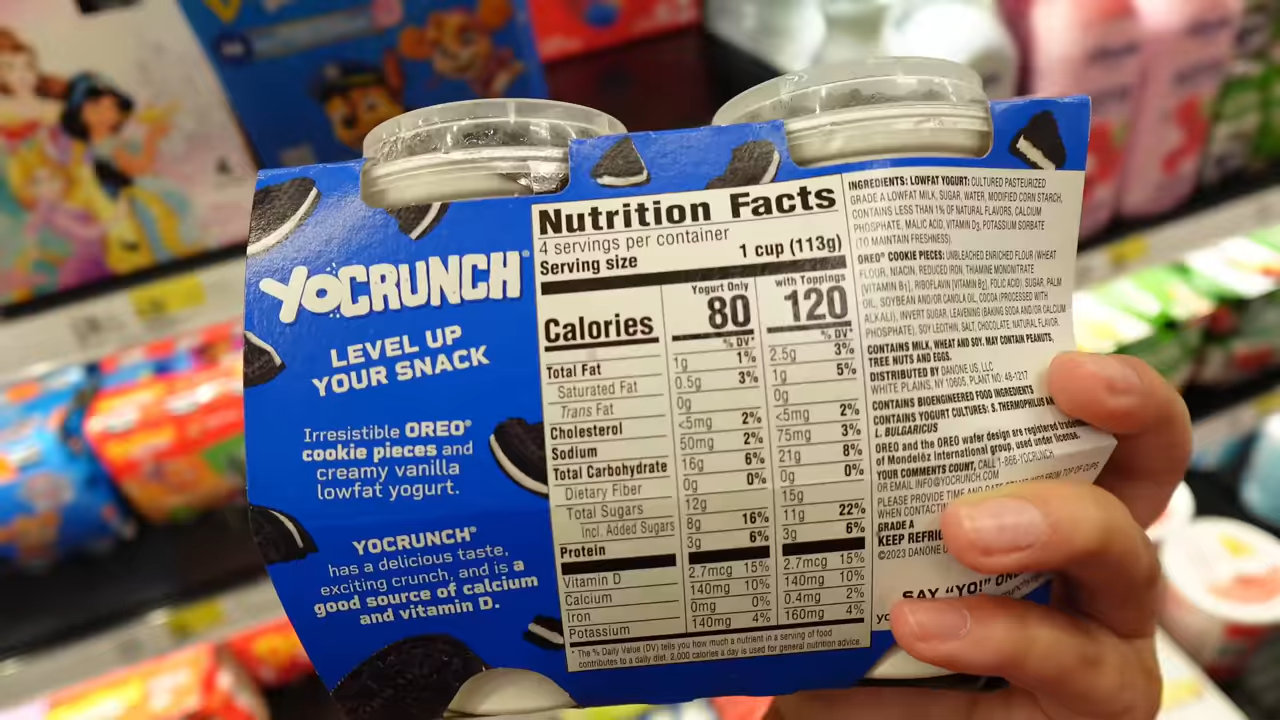 YOCRUNCH®
LEVEL UP
YOUR SNACK
Irresistible OREO®
cookie pieces and
creamy vanilla
lowfat yogurt.
YOCRUNCH®
has a delicious taste,
exciting crunch, and is a
good source of calcium
and vitamin D.
Nutrition Facts
4 servings per container
Serving size 1 cup (113g)
Yogurt Only with Toppings
Calories 80 120
% DV* % DV*
Total Fat 1g 1% 2.5g 3%
Saturated Fat 0.5g 3% 1g 5%
Trans Fat 0g 0g
Cholesterol <5mg 2% <5mg 2%
Sodium 50mg 2% 75mg 3%
Total Carbohydrate 16g 6% 21g 8%
Dietary Fiber 0g 0% 0g 0%
Total Sugars 12g 15g
Incl. Added Sugars 8g 16% 11g 22%
Protein 3g 6% 3g 6%
Vitamin D 2.7mcg 15% 2.7mcg 15%
Calcium 140mg 10% 140mg 10%
Iron 0mg 0% 0.4mg 2%
Potassium 140mg 4% 160mg 4%
* The % Daily Value (DV) tells you how much a nutrient in a serving of food
contributes to a daily diet. 2,000 calories a day is used for general nutrition advice.
INGREDIENTS: LOWFAT YOGURT: CULTURED PASTEURIZED
GRADE A LOWFAT MILK, SUGAR, WATER, MODIFIED CORN STARCH,
CONTAINS LESS THAN 1% OF NATURAL FLAVORS, CALCIUM
PHOSPHATE, MALIC ACID, VITAMIN D3, POTASSIUM SORBATE
(TO MAINTAIN FRESHNESS).
OREO® COOKIE PIECES: UNBLEACHED ENRICHED FLOUR (WHEAT
FLOUR, NIACIN, REDUCED IRON, THIAMINE MONONITRATE
[VITAMIN B1], RIBOFLAVIN [VITAMIN B2], FOLIC ACID), SUGAR, PALM
OIL, SOYBEAN AND/OR CANOLA OIL, COCOA (PROCESSED WITH
ALKALI), INVERT SUGAR, LEAVENING (BAKING SODA AND/OR CALCIUM
PHOSPHATE), SOY LECITHIN, SALT, CHOCOLATE, NATURAL FLAVOR.
CONTAINS MILK, WHEAT AND SOY. MAY CONTAIN PEANUTS,
TREE NUTS AND EGGS.
DISTRIBUTED BY DANONE US, LLC
WHITE PLAINS, NY 10605. PLANT NO: 48-1217
CONTAINS BIOENGINEERED FOOD INGREDIENTS
CONTAINS YOGURT CULTURES: S. THERMOPHILUS
L. BULGARICUS
OREO and the OREO wafer design are registered
of Mondelēz International group, used under license.
YOUR COMMENTS COUNT, CALL 1-866-YOCRUNCH
OR EMAIL INFO@YOCRUNCH.COM
PLEASE PROVIDE TIME AND FROM TOP OF CUPS
WHEN
GRADE A
KEEP
©2023 DANONE
SAY "YO!"